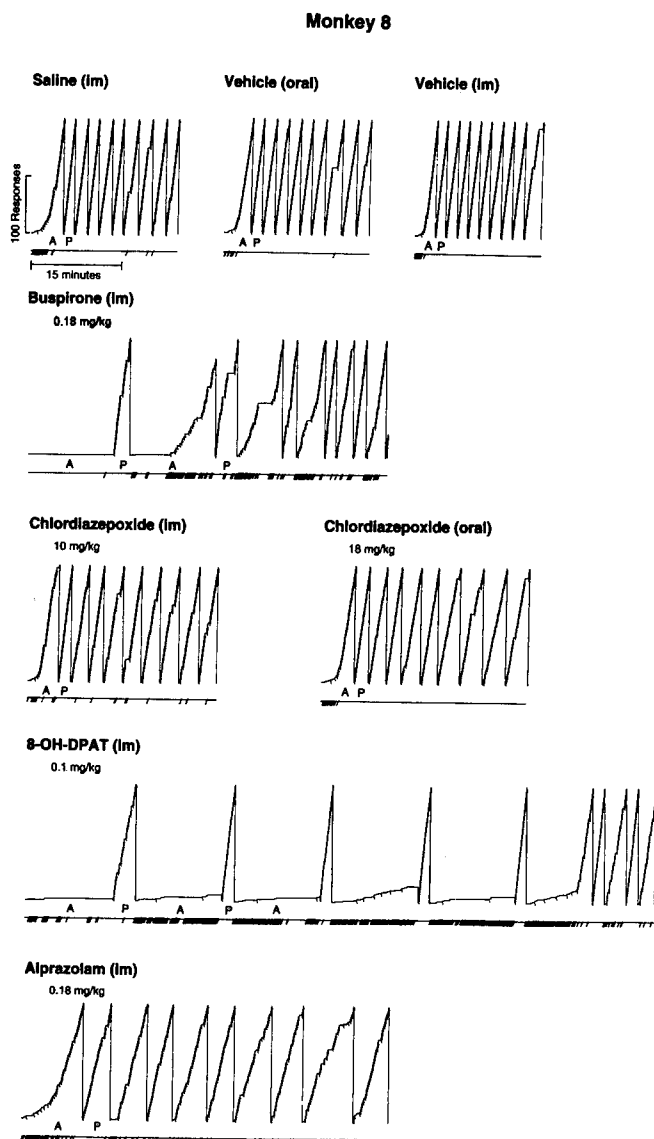 Monkey 8
Saline (im)
Vehicle (oral)
Vehicle (im)
100 Responses
A P
A P
A P
15 minutes
Buspirone (im)
0.18 mg/kg
A P A P
Chlordiazepoxide (im)
10 mg/kg
Chlordiazepoxide (oral)
18 mg/kg
A P
A P
8-OH-DPAT (im)
0.1 mg/kg
A P A P A
Alprazolam (im)
0.18 mg/kg
A P